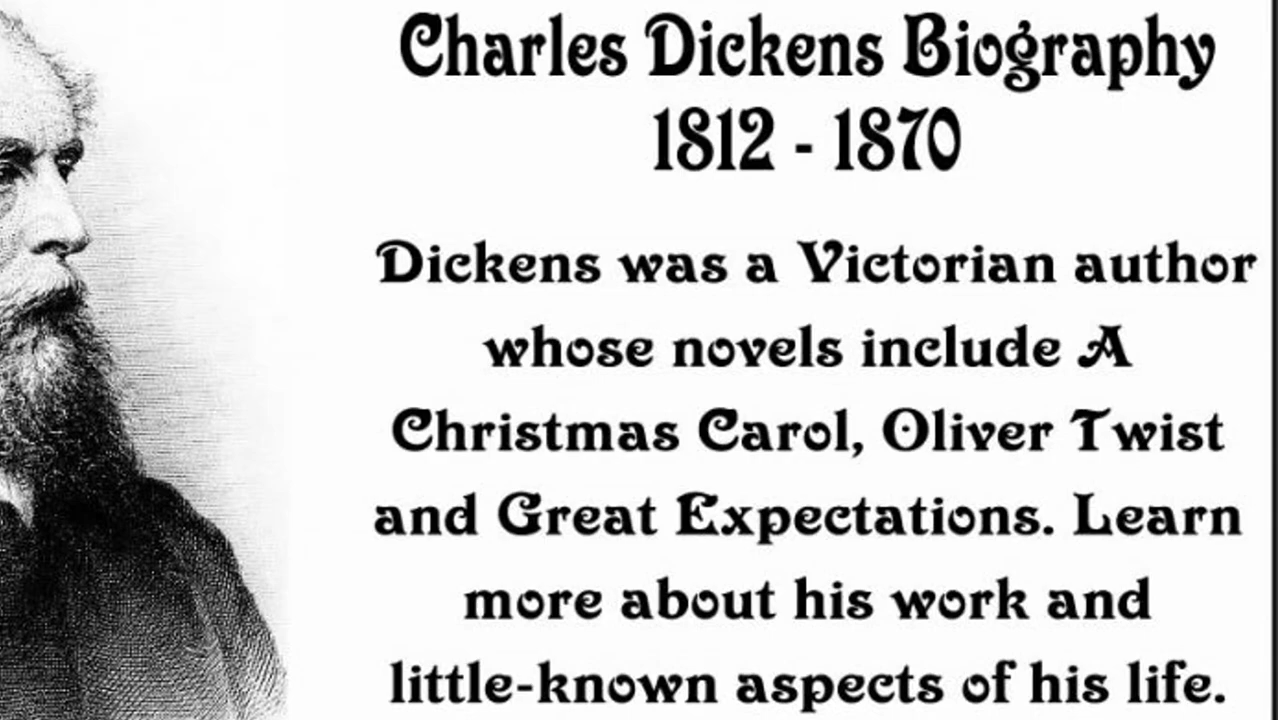 Charles Dickens Biography
1812 - 1870
Dickens was a Victorian author
whose novels include A
Christmas Carol, Oliver Twist
and Great Expectations. Learn
more about his work and
little-known aspects of his life.